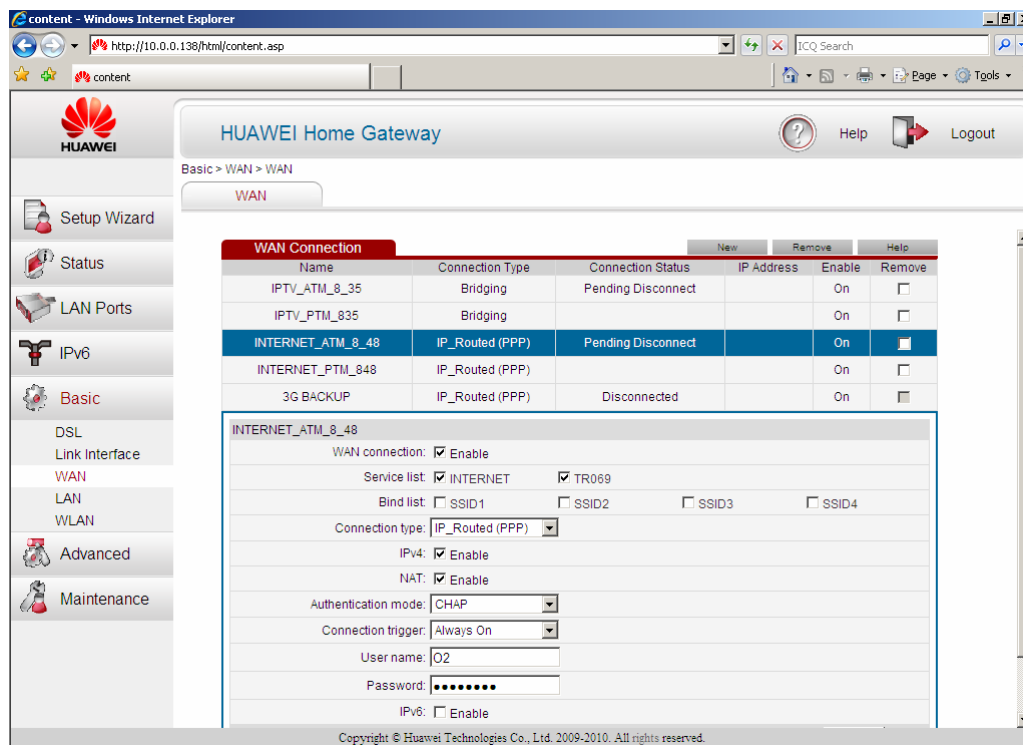 content - Windows Internet Explorer
http://10.0.0.138/html/content.asp
ICQ Search
content
Page
Tools
HUAWEI
HUAWEI Home Gateway
Help
Logout
Basic > WAN > WAN
WAN
Setup Wizard
Status
LAN Ports
IPv6
Basic
DSL
Link Interface
WAN
LAN
WLAN
Advanced
Maintenance
WAN Connection
New Remove Help
Name Connection Type Connection Status IP Address Enable Remove
IPTV_ATM_8_35 Bridging Pending Disconnect On
IPTV_PTM_835 Bridging On
INTERNET_ATM_8_48 IP_Routed (PPP) Pending Disconnect On
INTERNET_PTM_848 IP_Routed (PPP) On
3G BACKUP IP_Routed (PPP) Disconnected On
INTERNET_ATM_8_48
WAN connection: Enable
Service list: INTERNET TR069
Bind list: SSID1 SSID2 SSID3 SSID4
Connection type: IP_Routed (PPP)
IPv4: Enable
NAT: Enable
Authentication mode: CHAP
Connection trigger: Always On
User name: O2
Password: ●●●●●●●●
IPv6: Enable
Copyright © Huawei Technologies Co., Ltd. 2009-2010. All rights reserved.